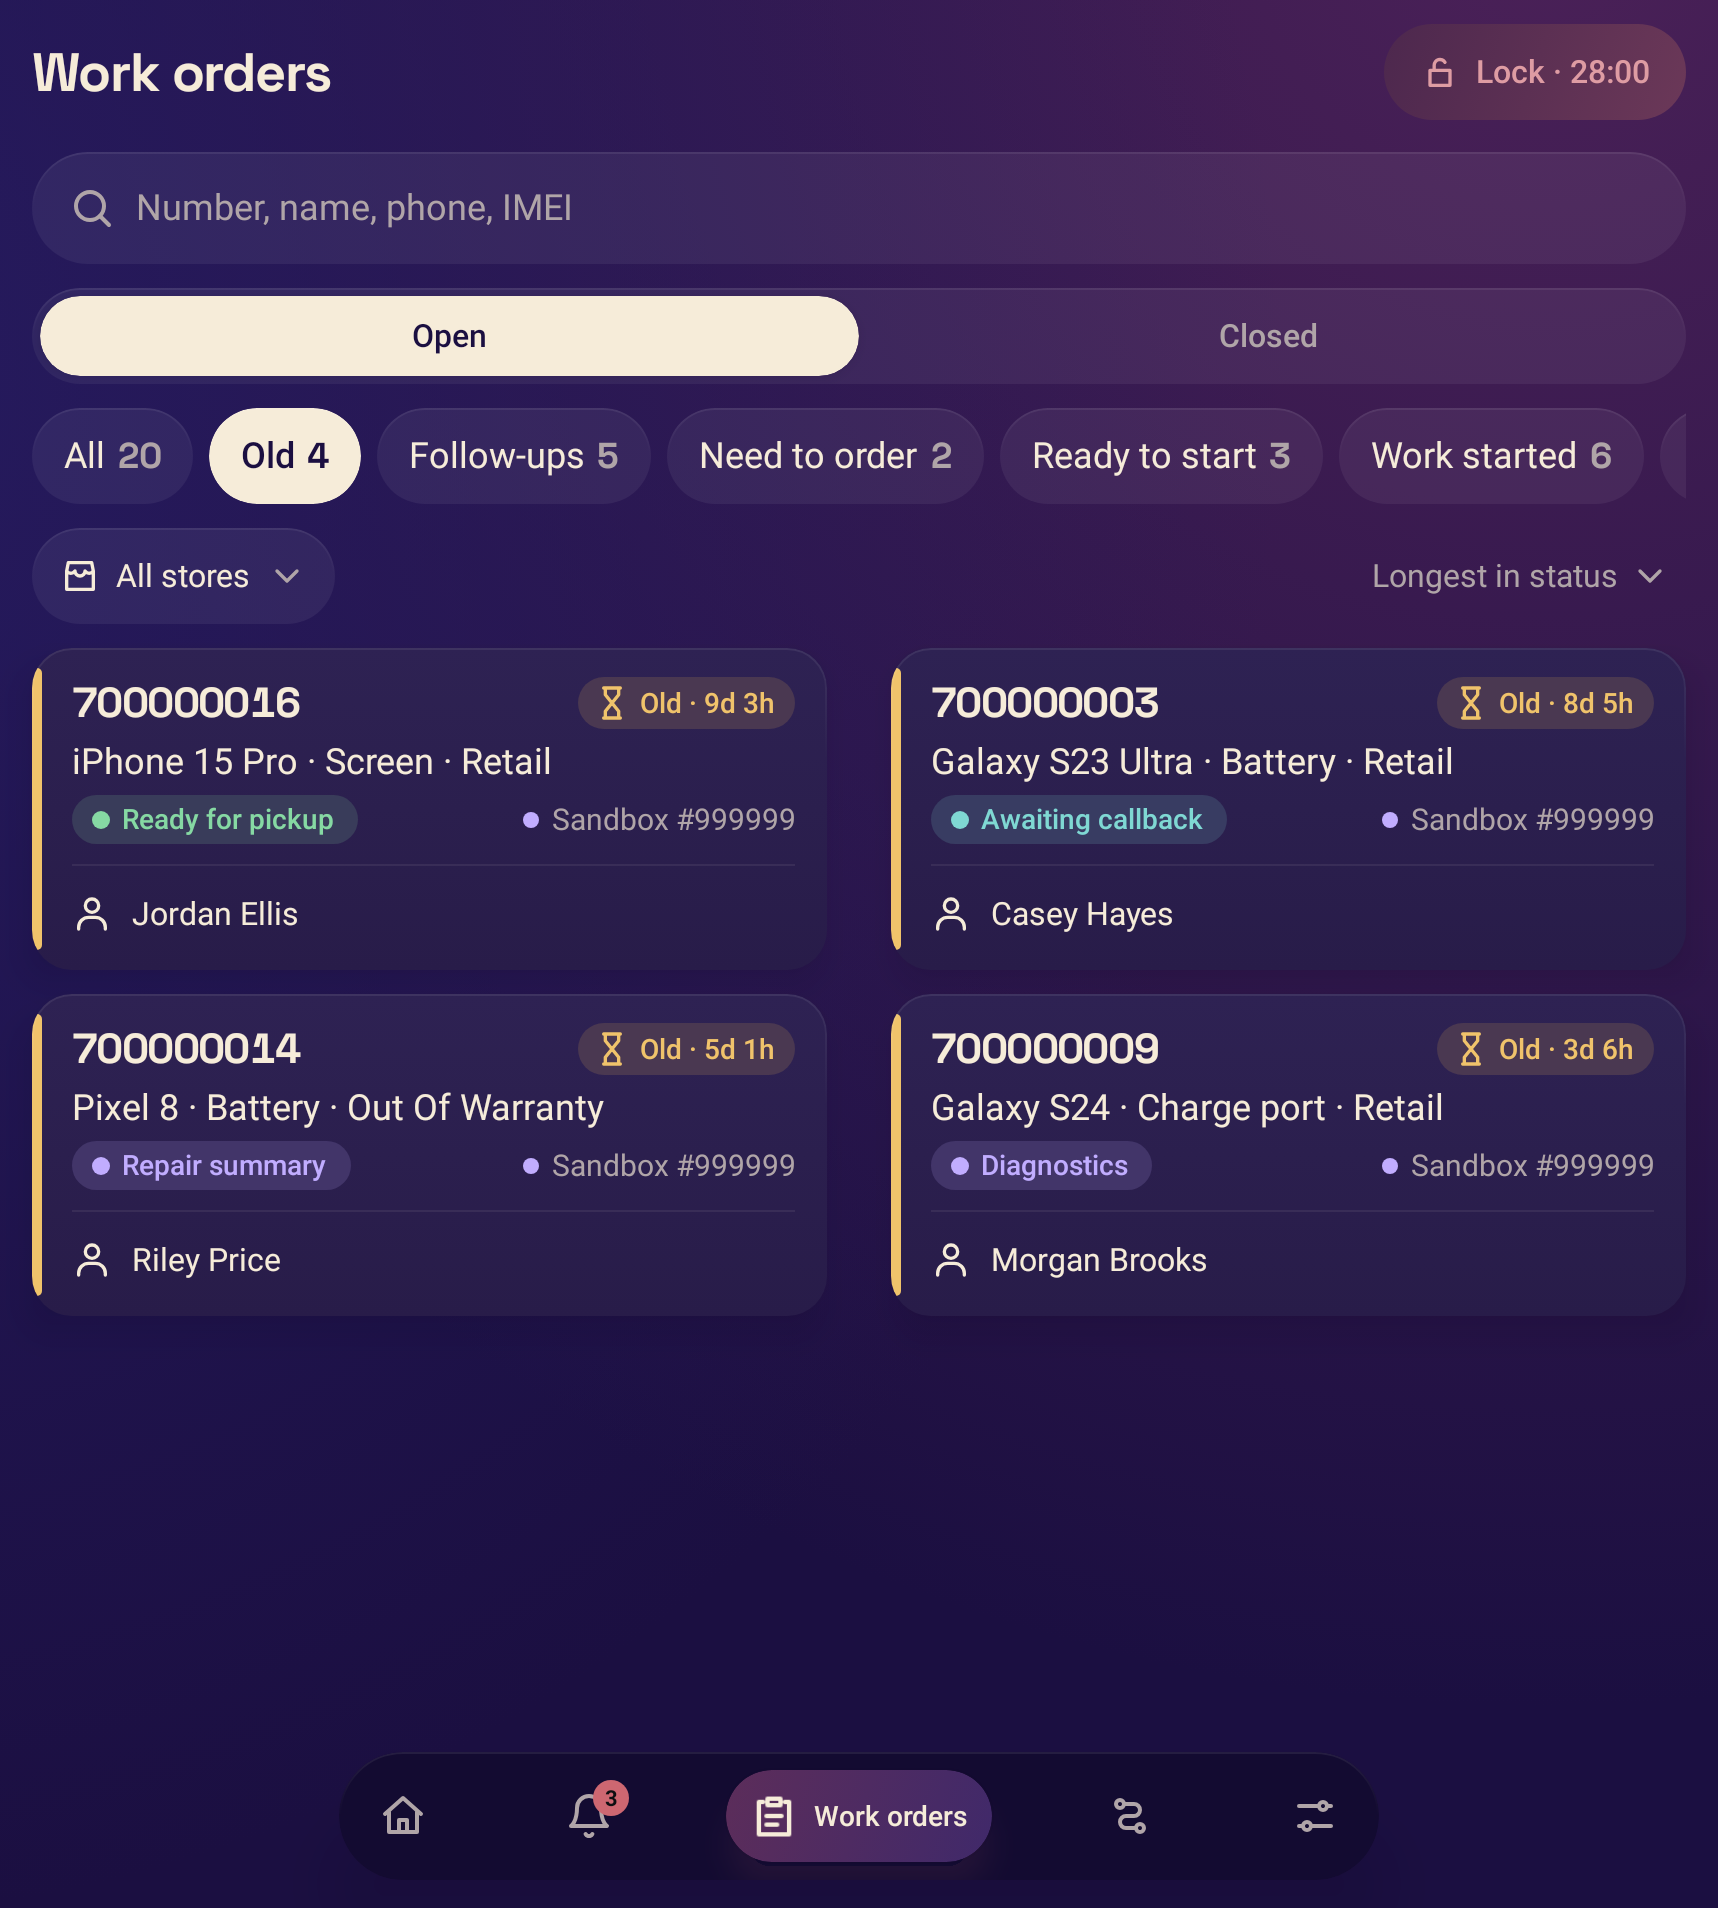 Work orders
Lock · 28:00
Number, name, phone, IMEI
Open
Closed
All 20
Old 4
Follow-ups 5
Need to order 2
Ready to start 3
Work started 6
All stores
Longest in status
700000016
Old · 9d 3h
iPhone 15 Pro · Screen · Retail
Ready for pickup
Sandbox #999999
Jordan Ellis
700000003
Old · 8d 5h
Galaxy S23 Ultra · Battery · Retail
Awaiting callback
Sandbox #999999
Casey Hayes
700000014
Old · 5d 1h
Pixel 8 · Battery · Out Of Warranty
Repair summary
Sandbox #999999
Riley Price
700000009
Old · 3d 6h
Galaxy S24 · Charge port · Retail
Diagnostics
Sandbox #999999
Morgan Brooks
3
Work orders